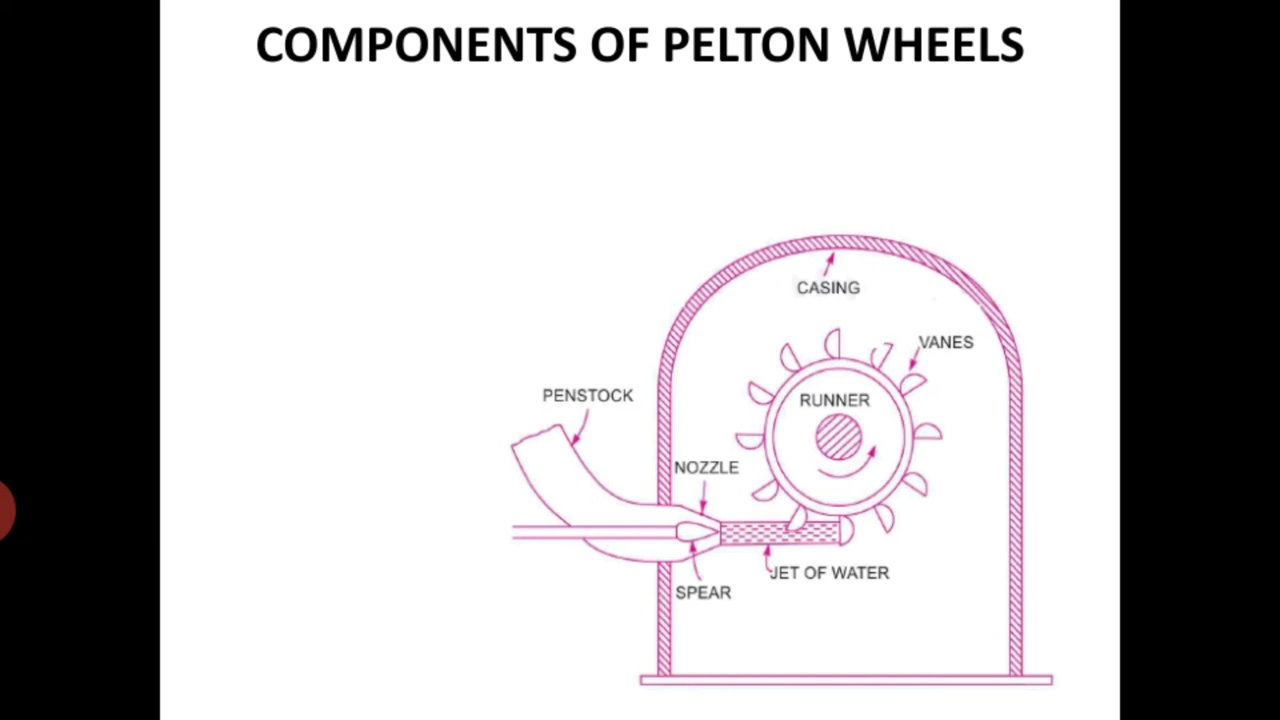 COMPONENTS OF PELTON WHEELS
CASING
VANES
PENSTOCK
RUNNER
NOZZLE
JET OF WATER
SPEAR